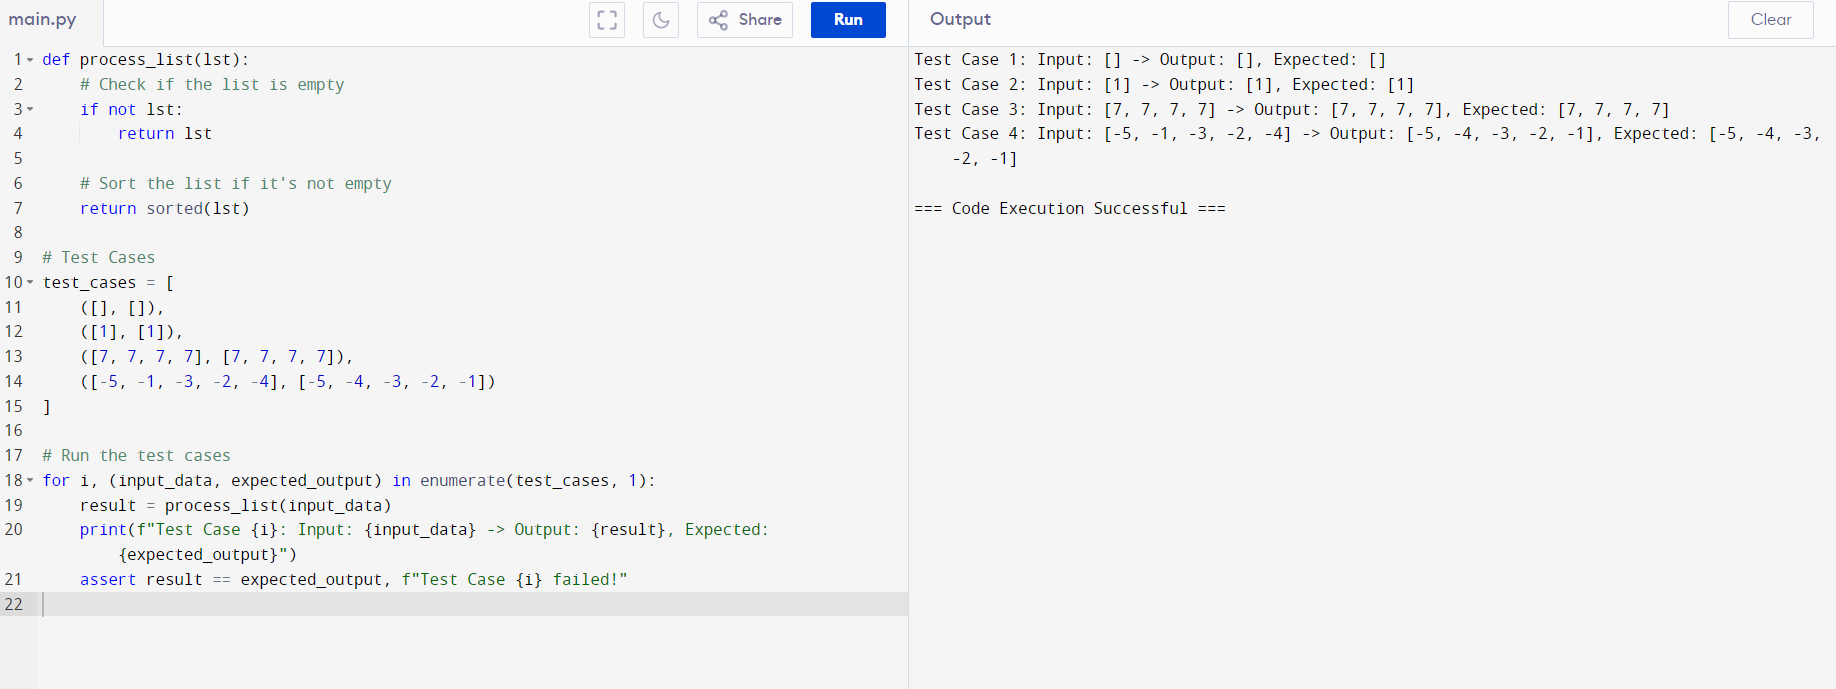 main.py
Share
Run
Output
Clear
1 def process_list(lst):
2     # Check if the list is empty
3     if not lst:
4         return lst
5
6     # Sort the list if it's not empty
7     return sorted(lst)
8
9 # Test Cases
10 test_cases = [
11     ([], []),
12     ([1], [1]),
13     ([7, 7, 7, 7], [7, 7, 7, 7]),
14     ([-5, -1, -3, -2, -4], [-5, -4, -3, -2, -1])
15 ]
16
17 # Run the test cases
18 for i, (input_data, expected_output) in enumerate(test_cases, 1):
19     result = process_list(input_data)
20     print(f"Test Case {i}: Input: {input_data} -> Output: {result}, Expected:
        {expected_output}")
21     assert result == expected_output, f"Test Case {i} failed!"
22
Test Case 1: Input: [] -> Output: [], Expected: []
Test Case 2: Input: [1] -> Output: [1], Expected: [1]
Test Case 3: Input: [7, 7, 7, 7] -> Output: [7, 7, 7, 7], Expected: [7, 7, 7, 7]
Test Case 4: Input: [-5, -1, -3, -2, -4] -> Output: [-5, -4, -3, -2, -1], Expected: [-5, -4, -3,
    -2, -1]
=== Code Execution Successful ===